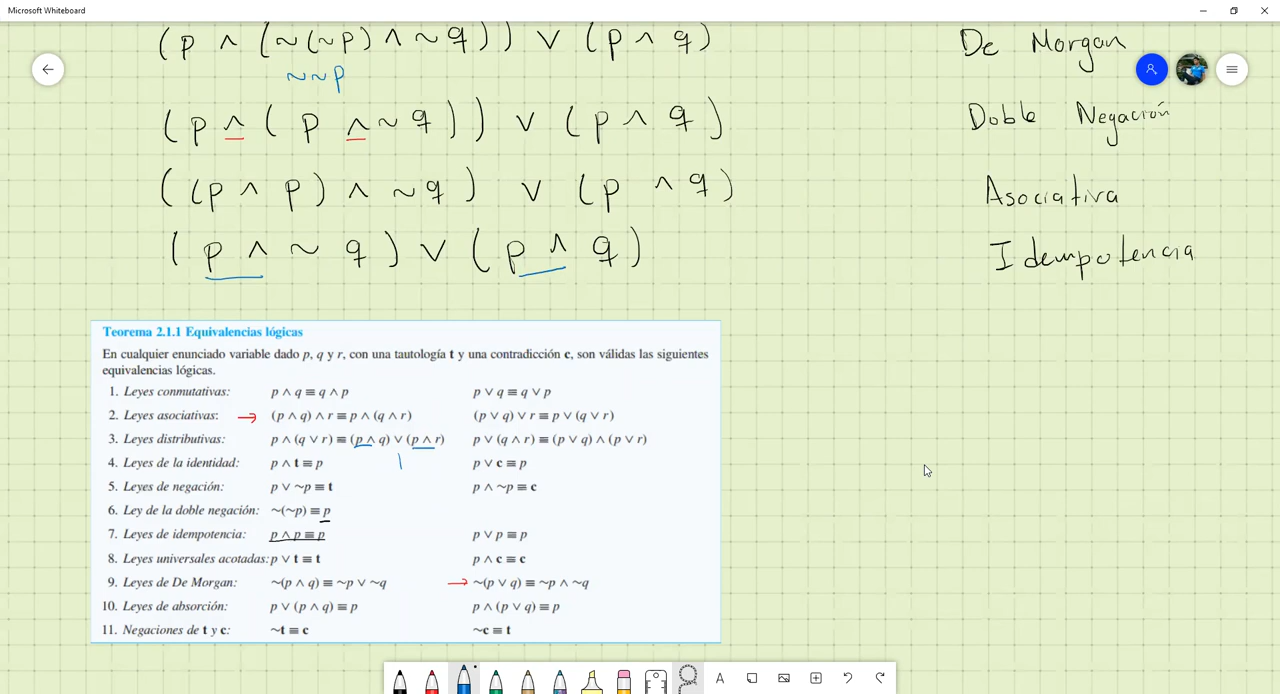 Microsoft Whiteboard
(p ∧ (~(~p) ∧ ~q)) ∨ (p ∧ q) De Morgan
~~p
(p ∧ (p ∧ ~q)) ∨ (p ∧ q) Doble Negación
((p ∧ p) ∧ ~q) ∨ (p ∧ q) Asociativa
(p ∧ ~q) ∨ (p ∧ q) Idempotencia
Teorema 2.1.1 Equivalencias lógicas
En cualquier enunciado variable dado p, q y r, con una tautología t y una contradicción c, son válidas las siguientes
equivalencias lógicas.
1. Leyes conmutativas: p ∧ q ≡ q ∧ p p ∨ q ≡ q ∨ p
2. Leyes asociativas: → (p ∧ q) ∧ r ≡ p ∧ (q ∧ r) (p ∨ q) ∨ r ≡ p ∨ (q ∨ r)
3. Leyes distributivas: p ∧ (q ∨ r) ≡ (p ∧ q) ∨ (p ∧ r) p ∨ (q ∧ r) ≡ (p ∨ q) ∧ (p ∨ r)
4. Leyes de la identidad: p ∧ t ≡ p p ∨ c ≡ p
5. Leyes de negación: p ∨ ~p ≡ t p ∧ ~p ≡ c
6. Ley de la doble negación: ~(~p) ≡ p
7. Leyes de idempotencia: p ∧ p ≡ p p ∨ p ≡ p
8. Leyes universales acotadas: p ∨ t ≡ t p ∧ c ≡ c
9. Leyes de De Morgan: ~(p ∧ q) ≡ ~p ∨ ~q → ~(p ∨ q) ≡ ~p ∧ ~q
10. Leyes de absorción: p ∨ (p ∧ q) ≡ p p ∧ (p ∨ q) ≡ p
11. Negaciones de t y c: ~t ≡ c ~c ≡ t
A